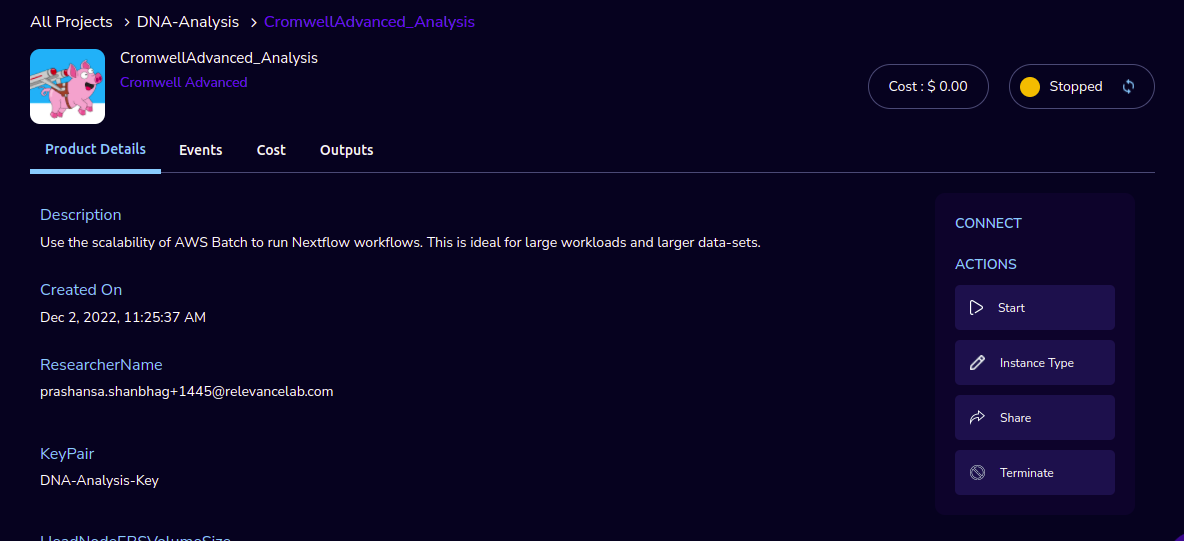 All Projects > DNA-Analysis > CromwellAdvanced_Analysis
CromwellAdvanced_Analysis
Cromwell Advanced
Cost : $ 0.00
Stopped
Product Details
Events
Cost
Outputs
Description
Use the scalability of AWS Batch to run Nextflow workflows. This is ideal for large workloads and larger data-sets.
Created On
Dec 2, 2022, 11:25:37 AM
ResearcherName
prashansa.shanbhag+1445@relevancelab.com
KeyPair
DNA-Analysis-Key
HeadNodeEBSVolumeSize
CONNECT
ACTIONS
Start
Instance Type
Share
Terminate